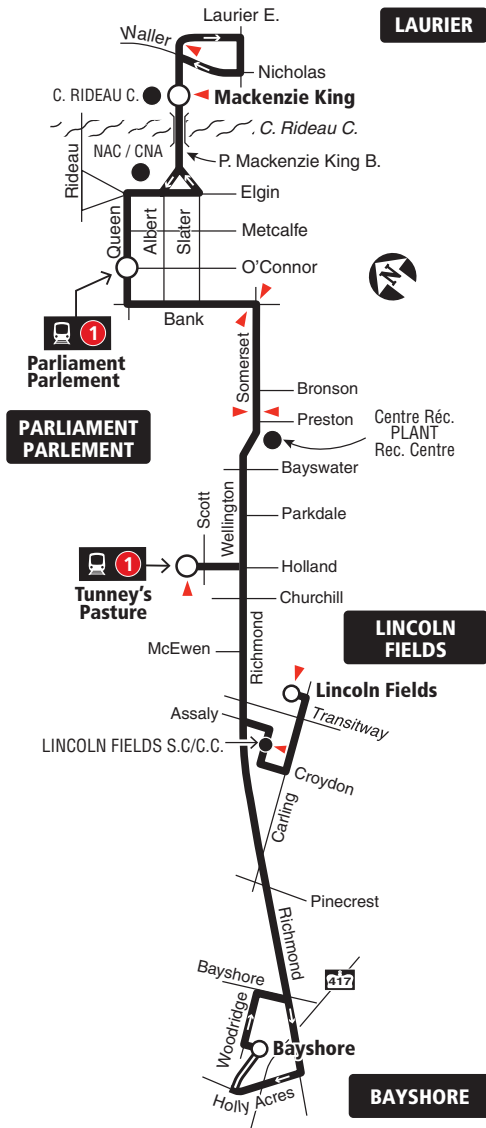 Laurier E.
LAURIER
Waller
Nicholas
C. RIDEAU C.
Mackenzie King
C. Rideau C.
NAC / CNA
P. Mackenzie King B.
Rideau
Elgin
Queen
Albert
Slater
Metcalfe
O'Connor
N
Bank
1
Parliament
Parlement
Somerset
Bronson
Preston
Centre Réc.
PLANT
Rec. Centre
PARLIAMENT
PARLEMENT
Bayswater
Scott
Wellington
Parkdale
1
Tunney's
Pasture
Holland
Churchill
LINCOLN
FIELDS
McEwen
Richmond
Lincoln Fields
Assaly
Transitway
LINCOLN FIELDS S.C/C.C.
Croydon
Carling
Pinecrest
Richmond
Bayshore
417
Woodridge
Bayshore
Holly Acres
BAYSHORE